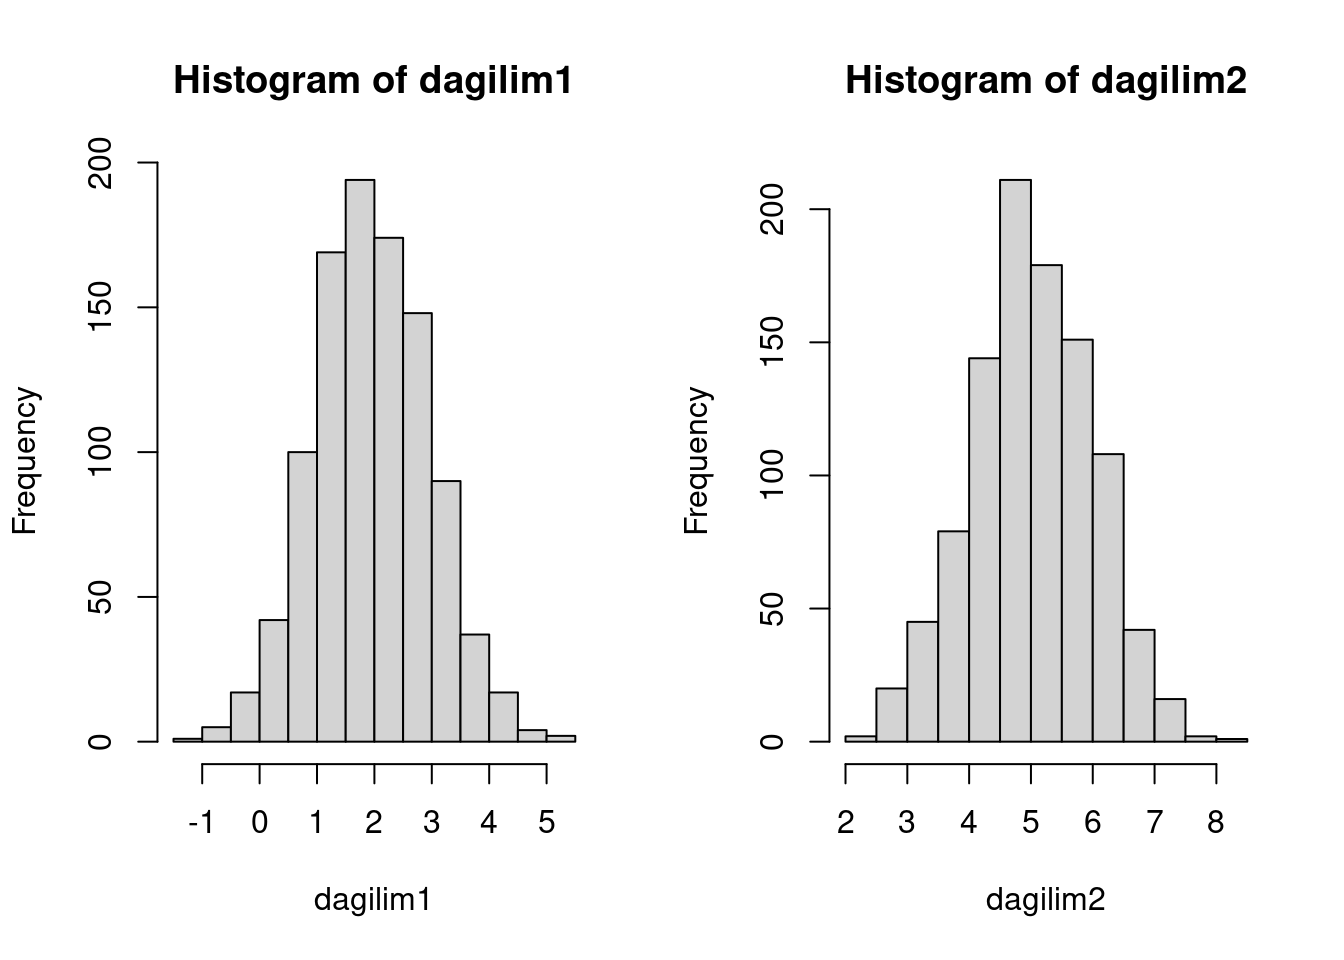 Histogram of dagilim1
Frequency
200
150
100
50
0
-1 0 1 2 3 4 5
dagilim1
Histogram of dagilim2
Frequency
200
150
100
50
0
2 3 4 5 6 7 8
dagilim2